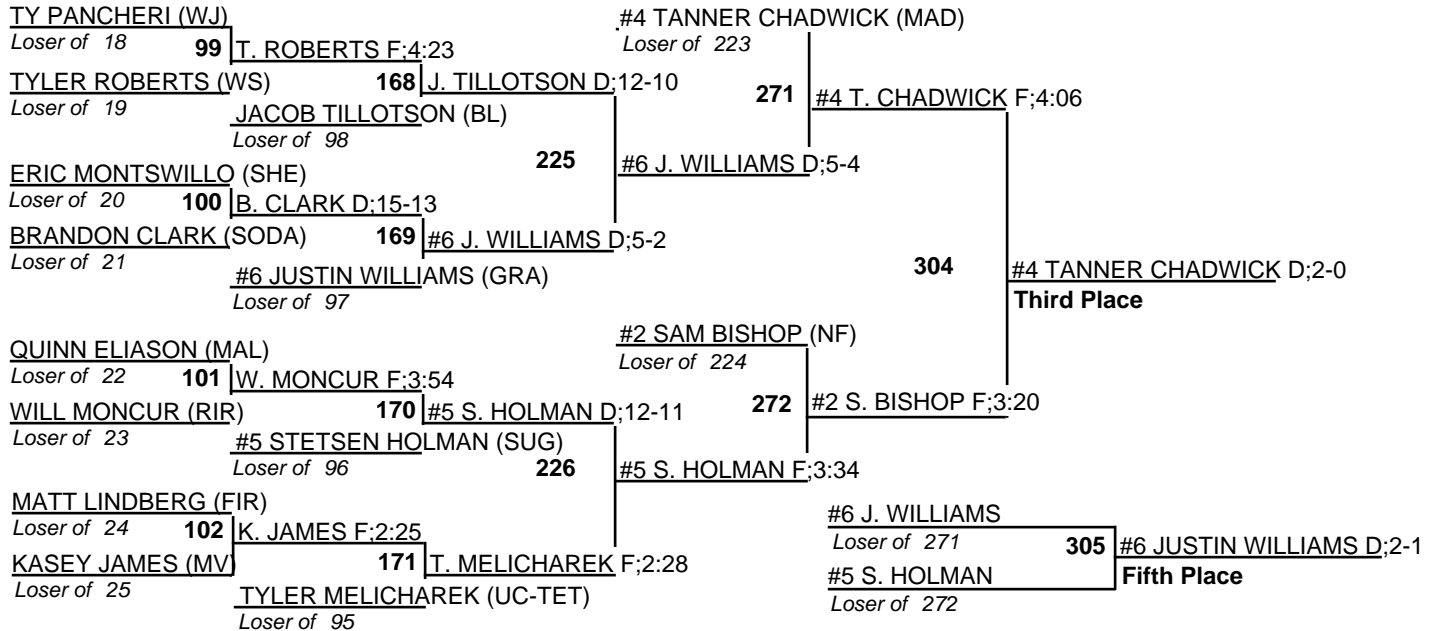 TY PANCHERI (WJ)
Loser of 18
99
T. ROBERTS F;4:23
TYLER ROBERTS (WS)
Loser of 19
168
J. TILLOTSON D;12-10
JACOB TILLOTSON (BL)
Loser of 98
225
#6 J. WILLIAMS D;5-4
ERIC MONTSWILLO (SHE)
Loser of 20
100
B. CLARK D;15-13
BRANDON CLARK (SODA)
Loser of 21
169
#6 J. WILLIAMS D;5-2
#6 JUSTIN WILLIAMS (GRA)
Loser of 97
#4 TANNER CHADWICK (MAD)
Loser of 223
271
#4 T. CHADWICK F;4:06
304
#4 TANNER CHADWICK D;2-0
Third Place
QUINN ELIASON (MAL)
Loser of 22
101
W. MONCUR F;3:54
WILL MONCUR (RIR)
Loser of 23
170
#5 S. HOLMAN D;12-11
#5 STETSEN HOLMAN (SUG)
Loser of 96
226
#5 S. HOLMAN F;3:34
MATT LINDBERG (FIR)
Loser of 24
102
K. JAMES F;2:25
KASEY JAMES (MV)
Loser of 25
171
T. MELICHAREK F;2:28
TYLER MELICHAREK (UC-TET)
Loser of 95
#2 SAM BISHOP (NF)
Loser of 224
272
#2 S. BISHOP F;3:20
#6 J. WILLIAMS
Loser of 271
305
#6 JUSTIN WILLIAMS D;2-1
#5 S. HOLMAN
Fifth Place
Loser of 272